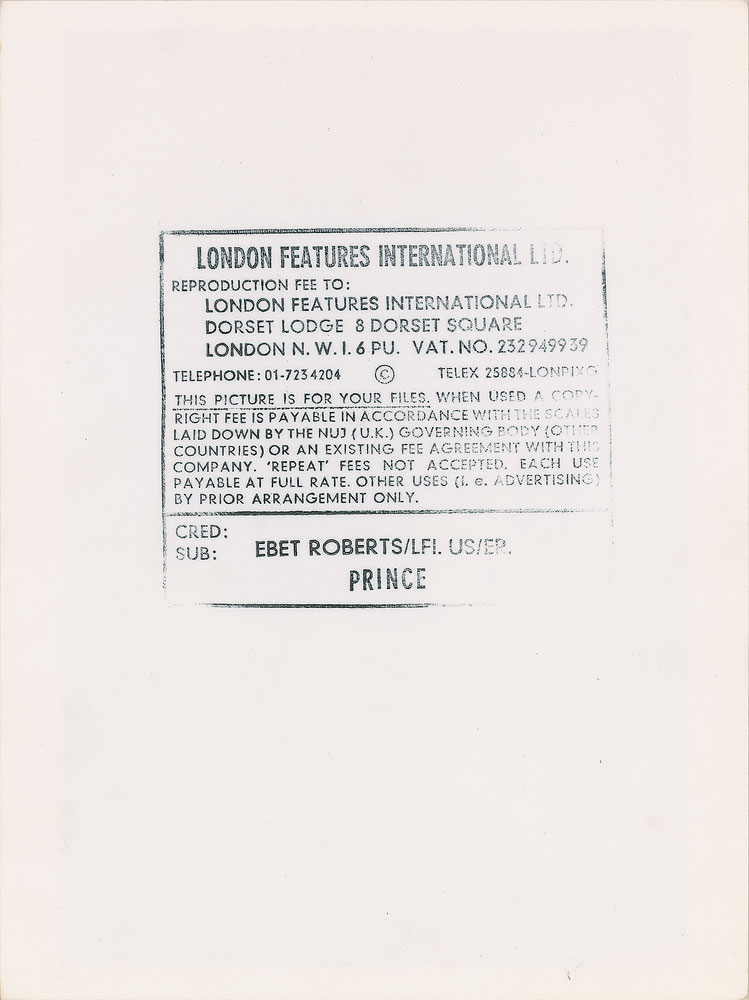 LONDON FEATURES INTERNATIONAL LTD.
REPRODUCTION FEE TO:
LONDON FEATURES INTERNATIONAL LTD.
DORSET LODGE 8 DORSET SQUARE
LONDON N.W.1.6 PU. VAT. NO. 232949939
TELEPHONE: 01-723 4204 © TELEX 25884-LONPIXG
THIS PICTURE IS FOR YOUR FILES. WHEN USED A COPY-
RIGHT FEE IS PAYABLE IN ACCORDANCE WITH THE SCALES
LAID DOWN BY THE NUJ (U.K.) GOVERNING BODY (OTHER
COUNTRIES) OR AN EXISTING FEE AGREEMENT WITH THIS
COMPANY. 'REPEAT' FEES NOT ACCEPTED. EACH USE
PAYABLE AT FULL RATE. OTHER USES (I. e. ADVERTISING)
BY PRIOR ARRANGEMENT ONLY.
CRED:
SUB: EBET ROBERTS/LFI. US/ER.
PRINCE